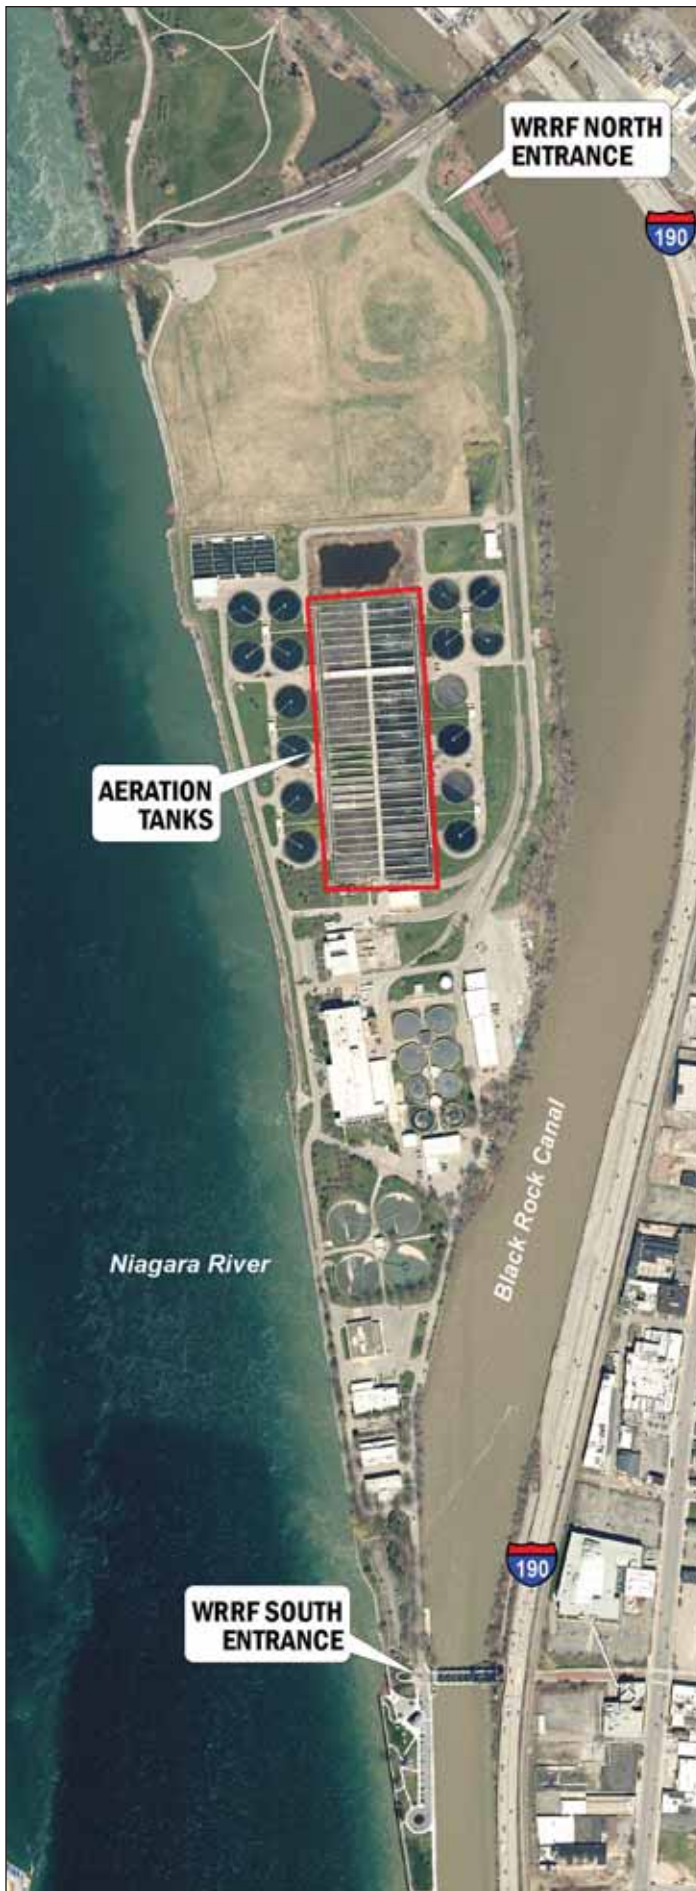 WRRF NORTH
ENTRANCE
190
AERATION
TANKS
Black Rock Canal
Niagara River
190
WRRF SOUTH
ENTRANCE